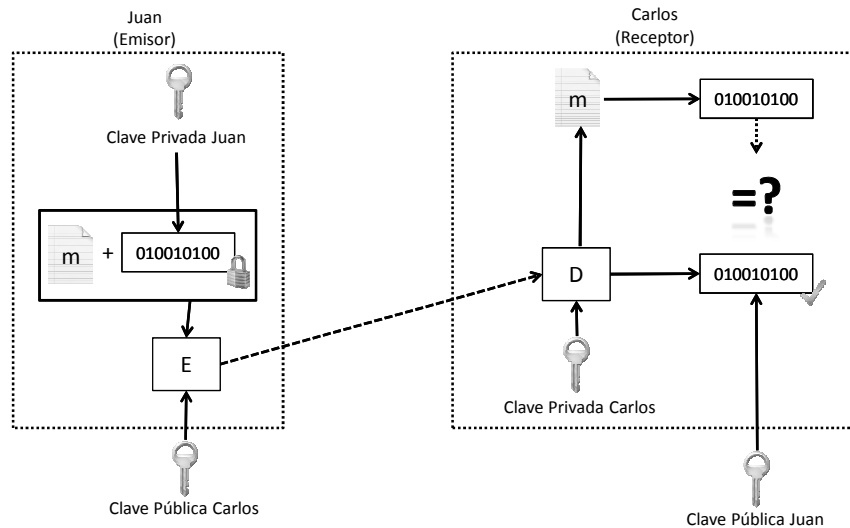 Juan
(Emisor)
Clave Privada Juan
m + 010010100
E
Clave Pública Carlos
Carlos
(Receptor)
m
010010100
=?
D
010010100
Clave Privada Carlos
Clave Pública Juan